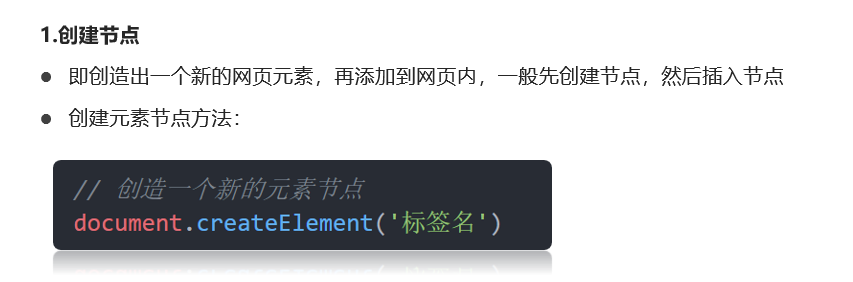 1.创建节点
● 即创造出一个新的网页元素，再添加到网页内，一般先创建节点，然后插入节点
● 创建元素节点方法：
// 创造一个新的元素节点
document.createElement('标签名')